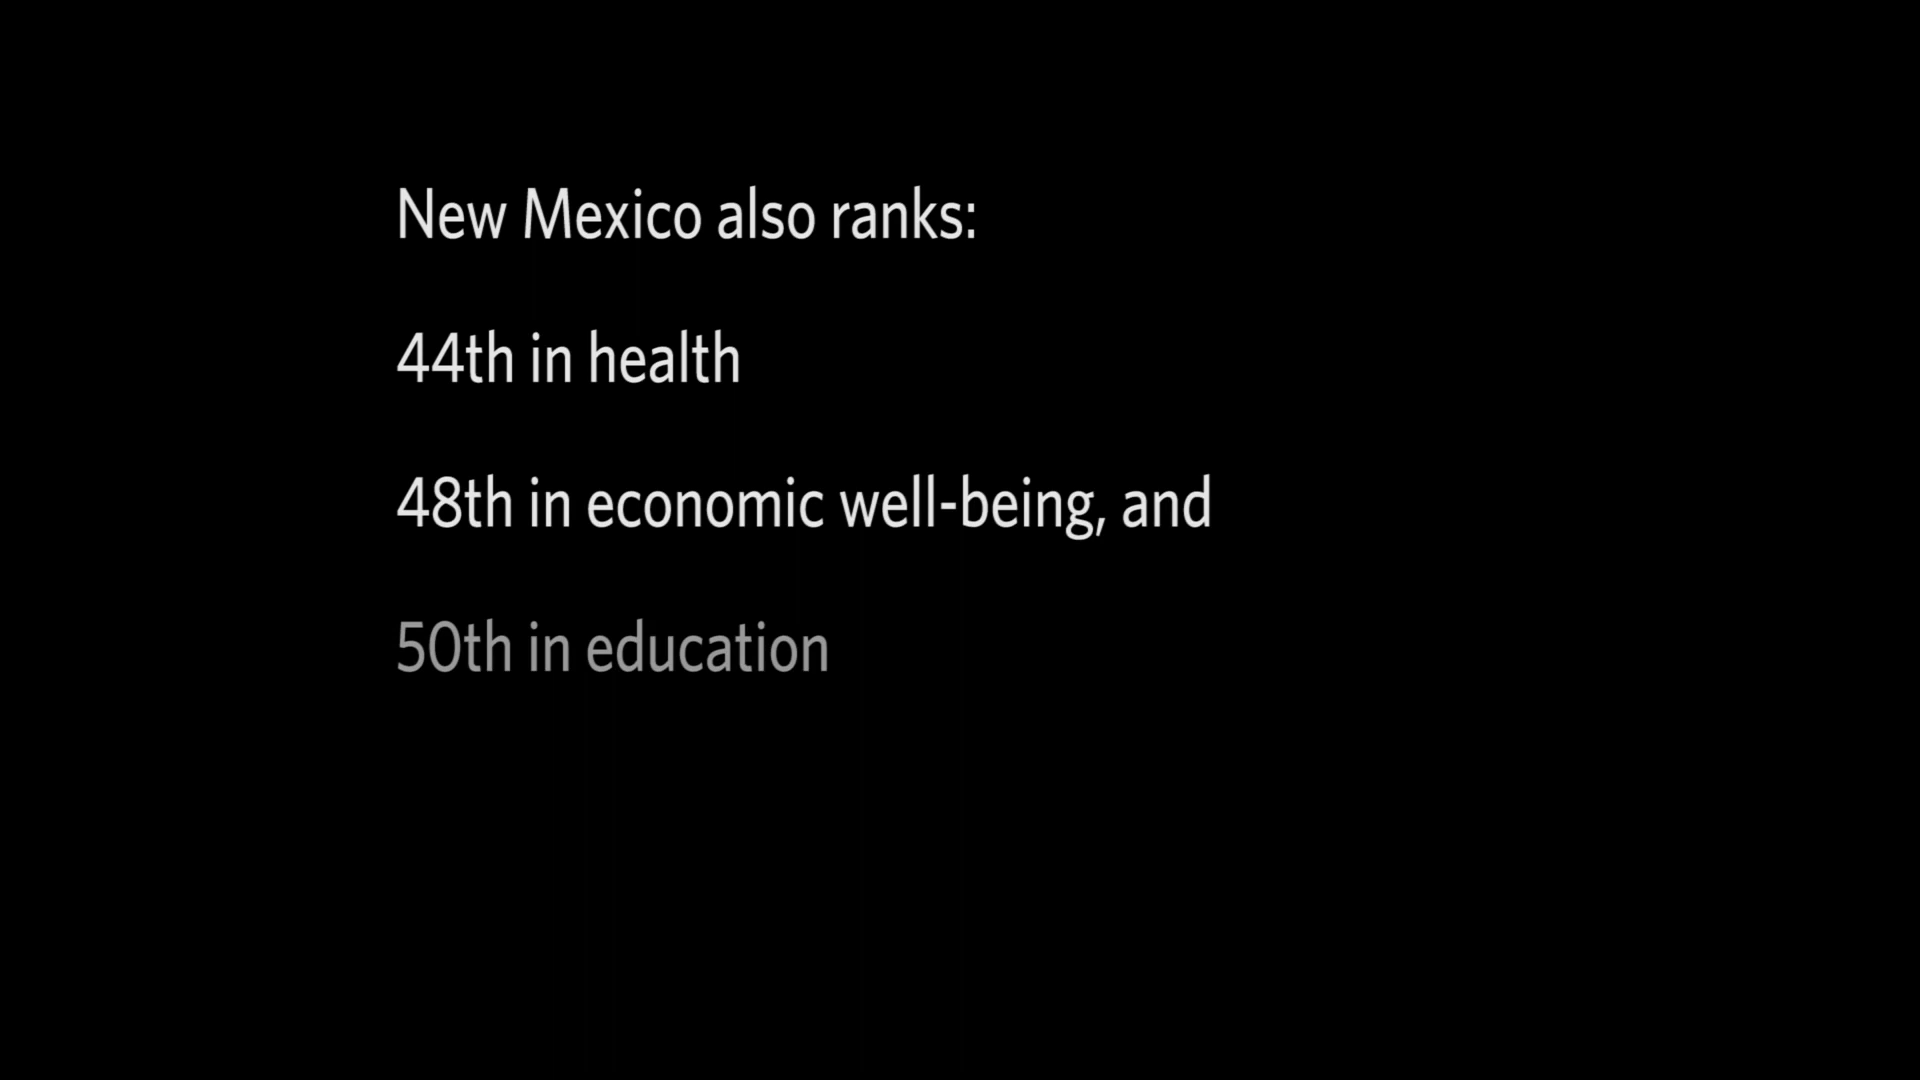 New Mexico also ranks:
44th in health
48th in economic well-being, and
50th in education